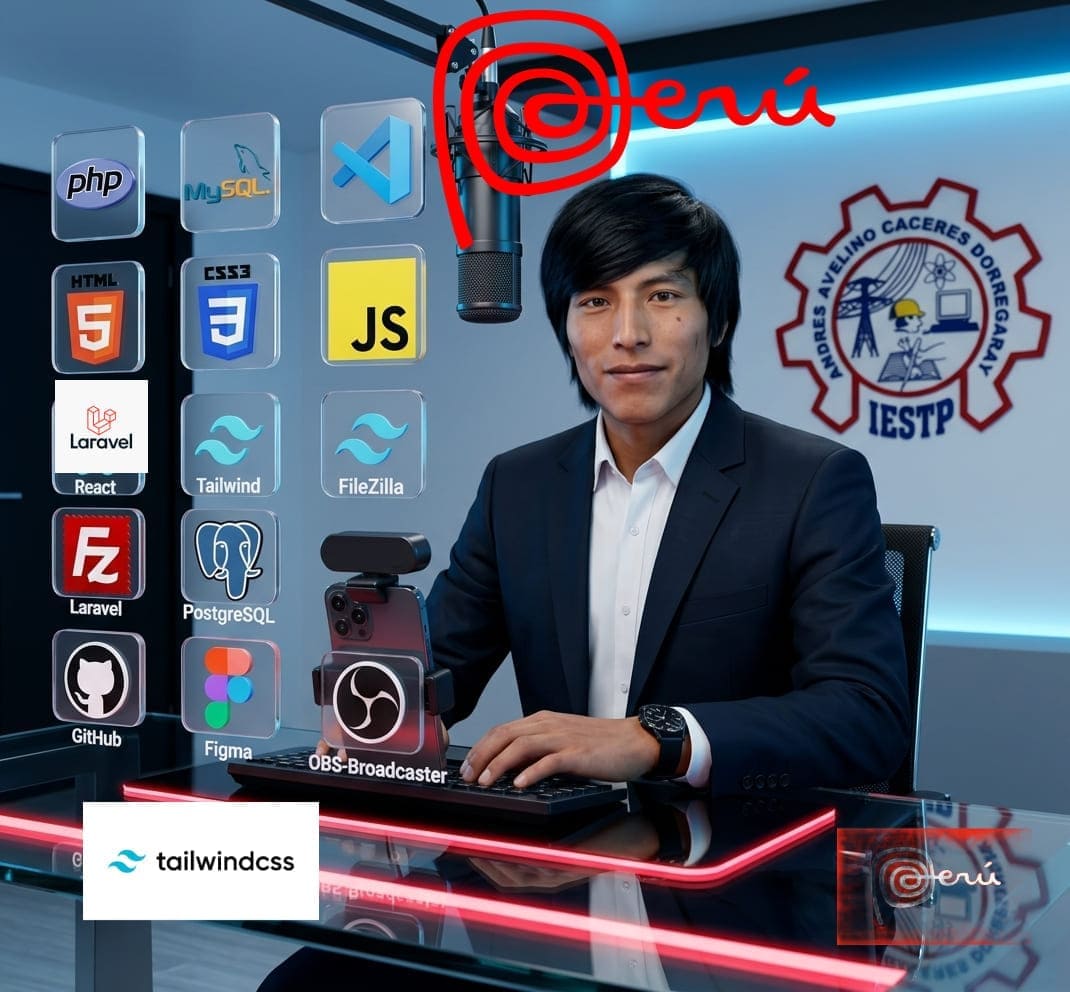 Perú
php
MySQL
HTML
5
CSS3
3
JS
ANDRES AVELINO CACERES DORREGARAY
IESTP
Laravel
React
Tailwind
FileZilla
Fz
Laravel
PostgreSQL
GitHub
Figma
OBS-Broadcaster
tailwindcss
Perú